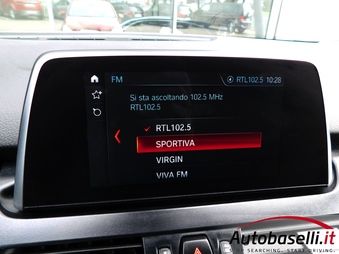 FM
RTL102.5 10:28
Si sta ascoltando 102.5 MHz
RTL102.5
RTL102.5
SPORTIVA
VIRGIN
VIVA FM
Autobaselli.it
SEARCHING... START DRIVING...